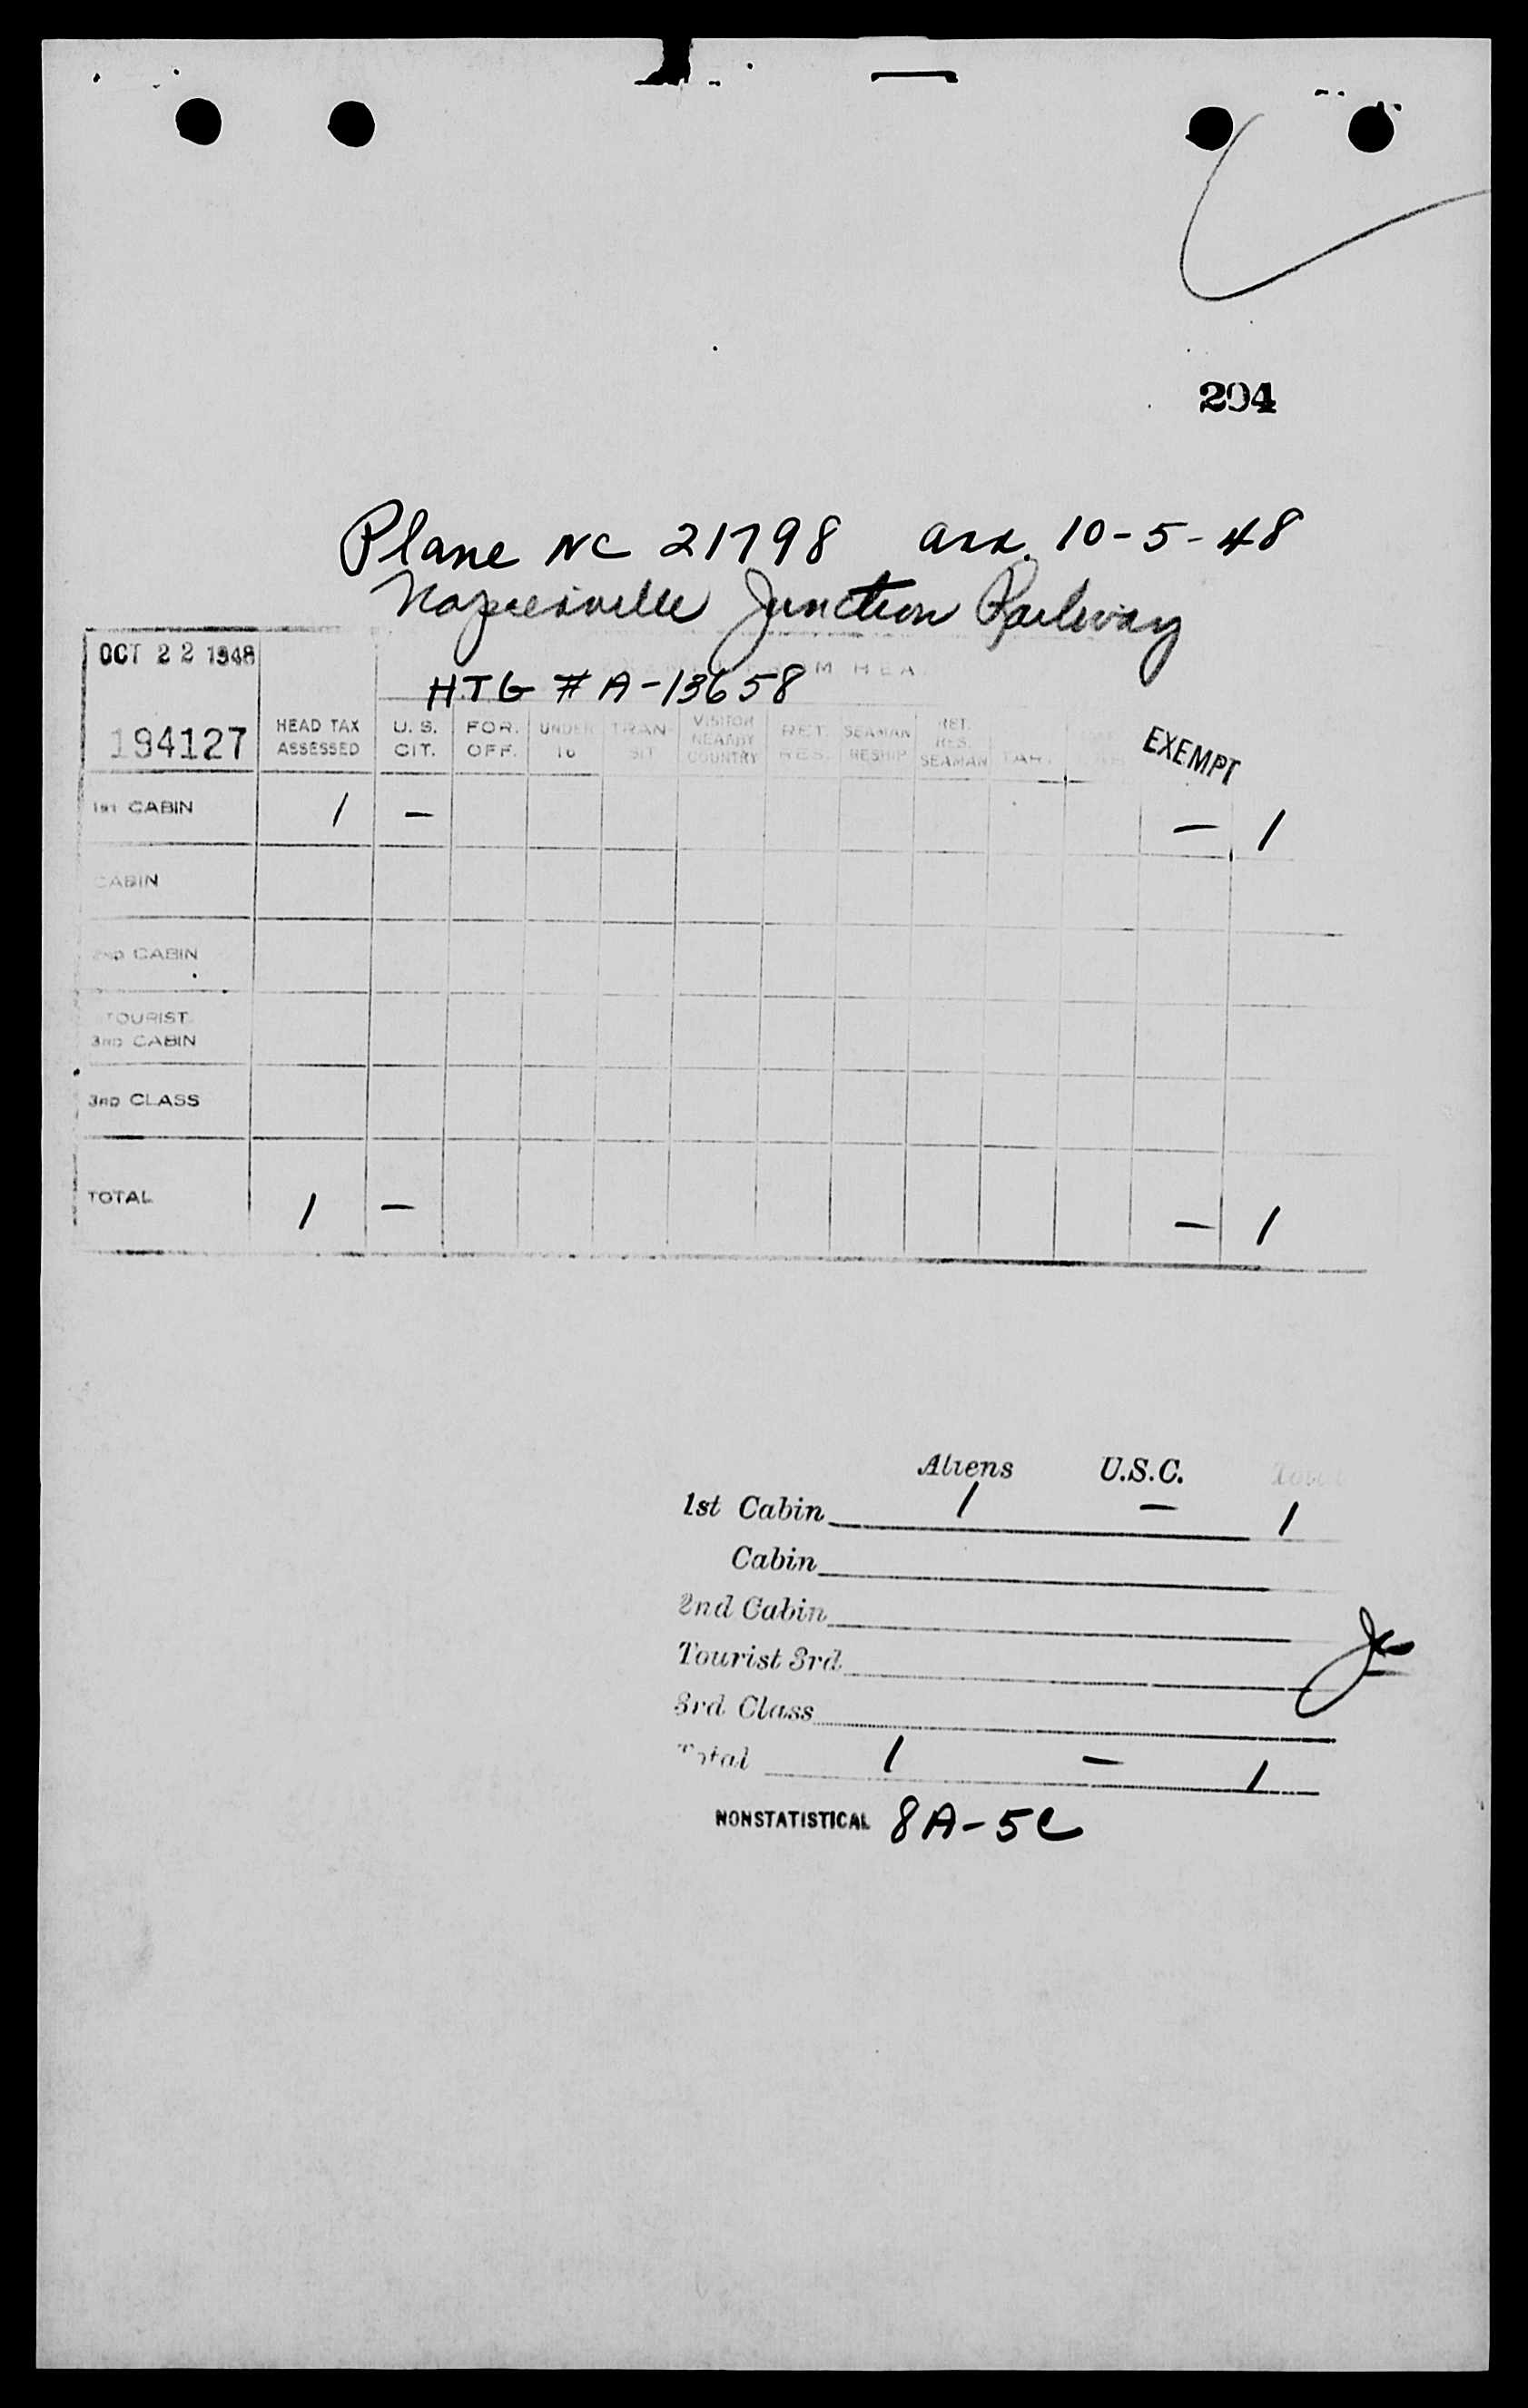 204
Plane NC 21798 arr. 10-5-48
Napierville Junction Railway
OCT 22 1948
HTG # A-13658
194127
HEAD TAX ASSESSED
U. S. CIT.
FOR. OFF.
UNDER 16
TRAN SIT
VISITOR NEARBY COUNTRY
RET. RES.
SEAMAN RESHIP
RET. RES. SEAMAN
EXEMPT
1st CABIN 1 — — 1
CABIN
2ND CABIN
TOURIST
3RD CABIN
3RD CLASS
TOTAL 1 — — 1
Aliens U.S.C. Total
1st Cabin 1 — 1
Cabin
2nd Cabin
Tourist 3rd
3rd Class
Total 1 — 1
NONSTATISTICAL 8A-5C